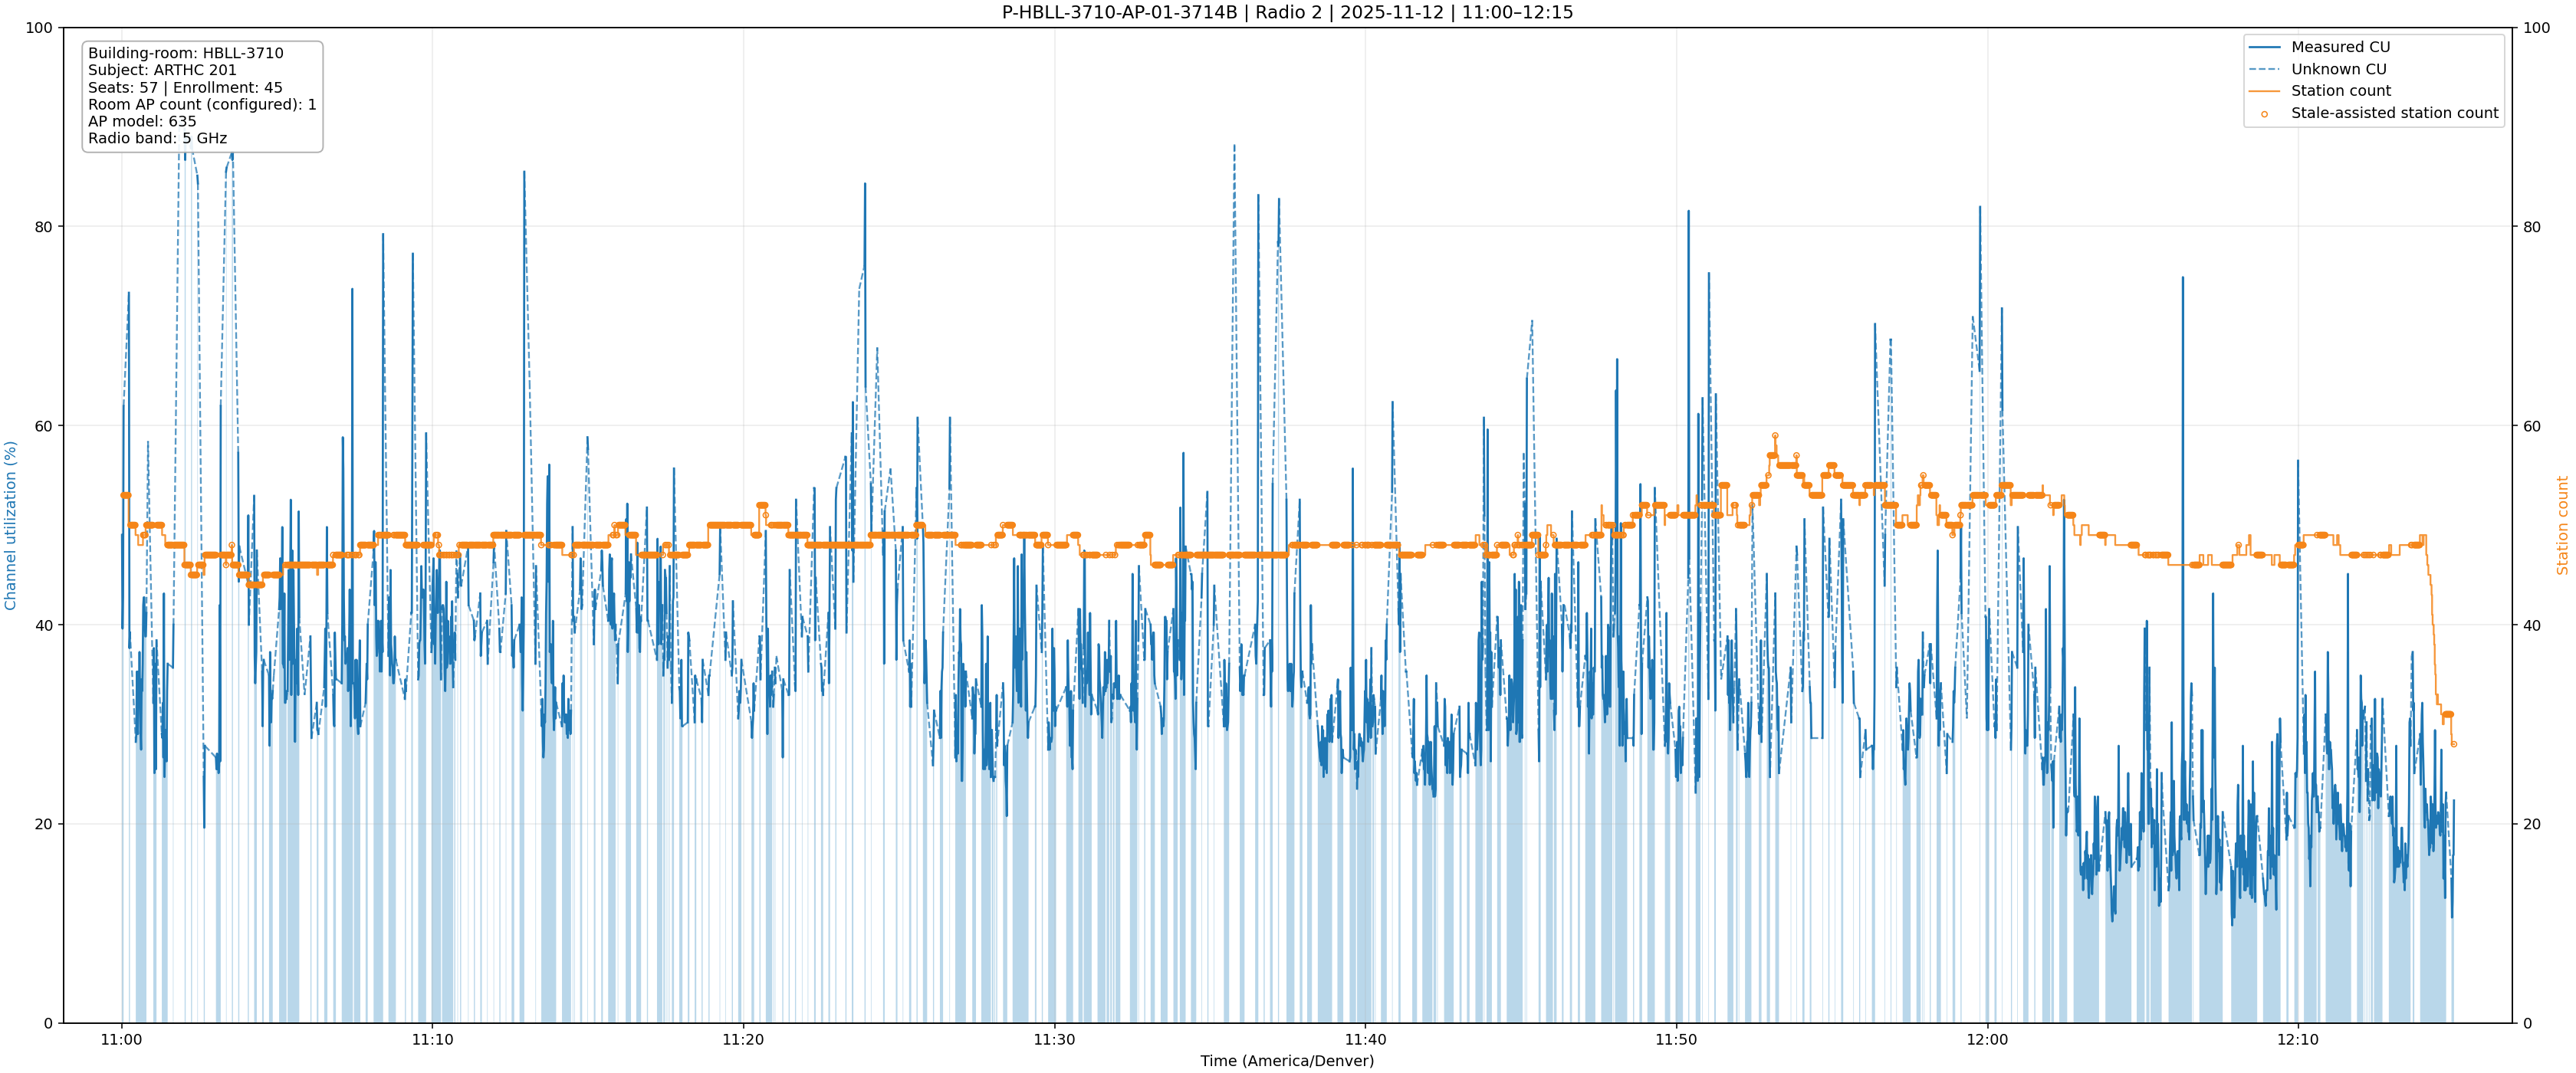 P-HBLL-3710-AP-01-3714B | Radio 2 | 2025-11-12 | 11:00–12:15
Building-room: HBLL-3710
Subject: ARTHC 201
Seats: 57 | Enrollment: 45
Room AP count (configured): 1
AP model: 635
Radio band: 5 GHz
Measured CU
Unknown CU
Station count
Stale-assisted station count
Channel utilization (%)
100
80
60
40
20
0
100
80
60
40
20
0
Station count
11:00
11:10
11:20
11:30
11:40
11:50
12:00
12:10
Time (America/Denver)